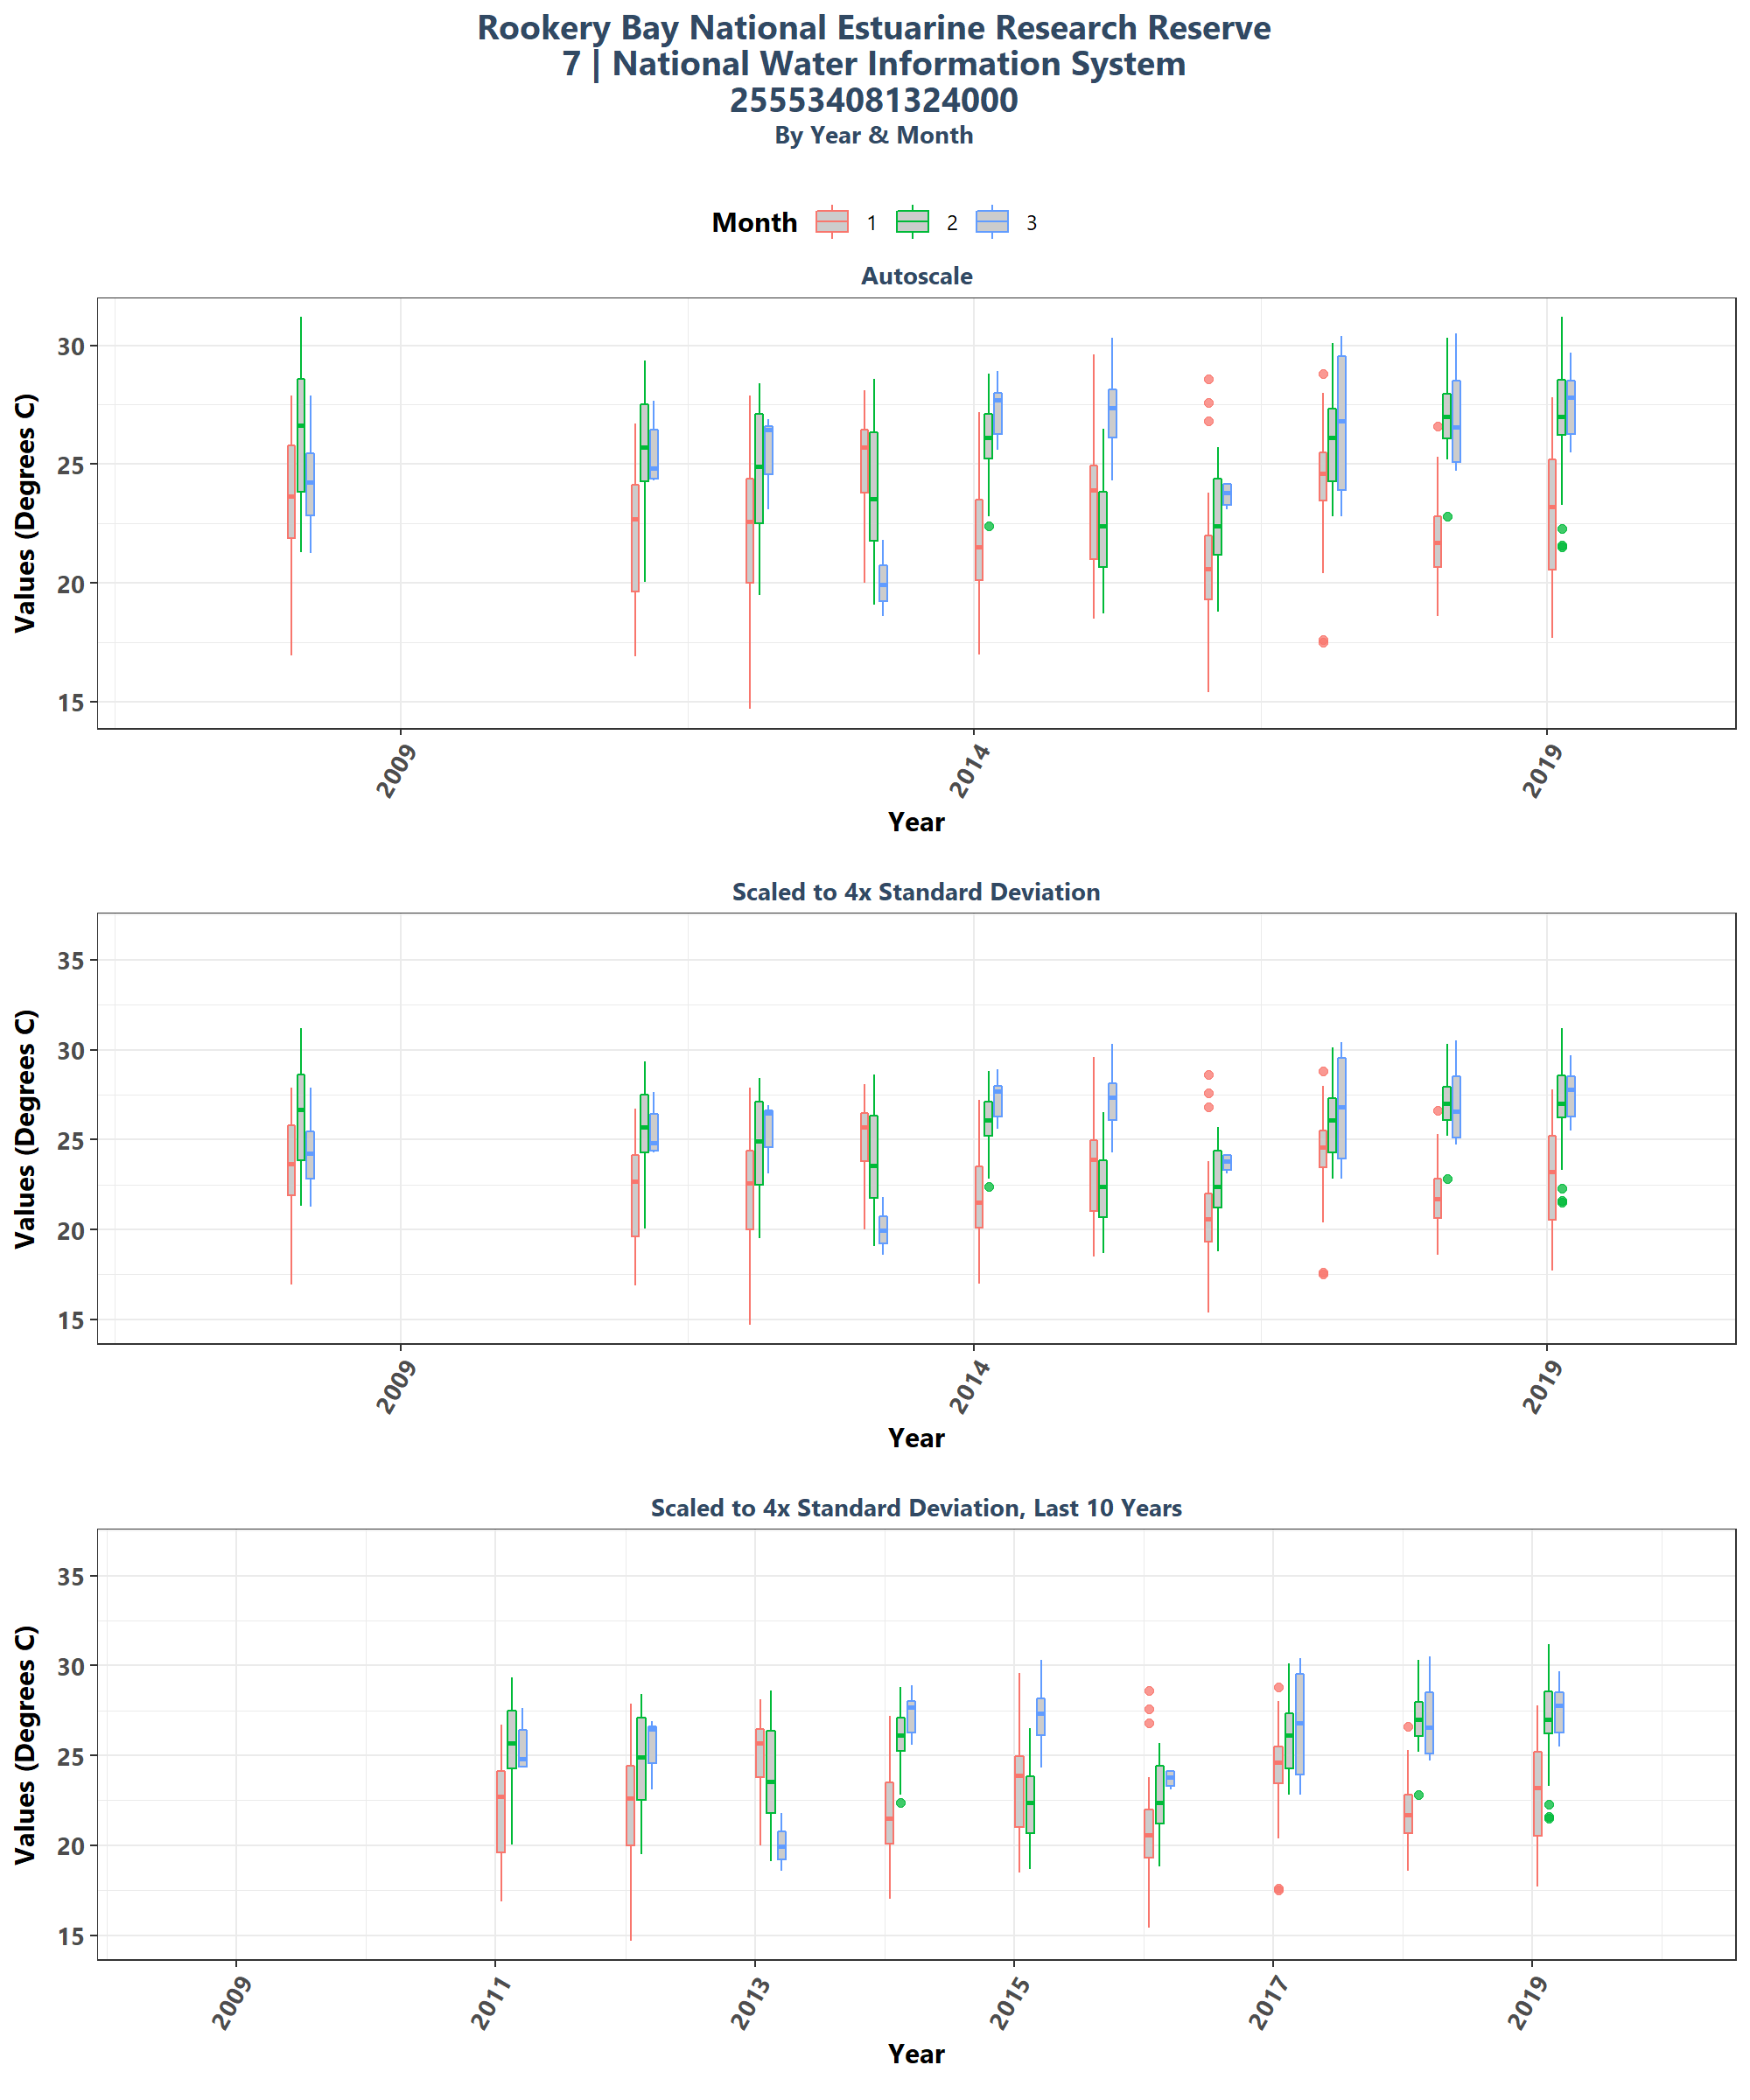 Rookery Bay National Estuarine Research Reserve
7 | National Water Information System
255534081324000
By Year & Month
Month 1 2 3
Autoscale
Values (Degrees C)
30
25
20
15
2009 2014 2019
Year
Scaled to 4x Standard Deviation
Values (Degrees C)
35
30
25
20
15
2009 2014 2019
Year
Scaled to 4x Standard Deviation, Last 10 Years
Values (Degrees C)
35
30
25
20
15
2009 2011 2013 2015 2017 2019
Year